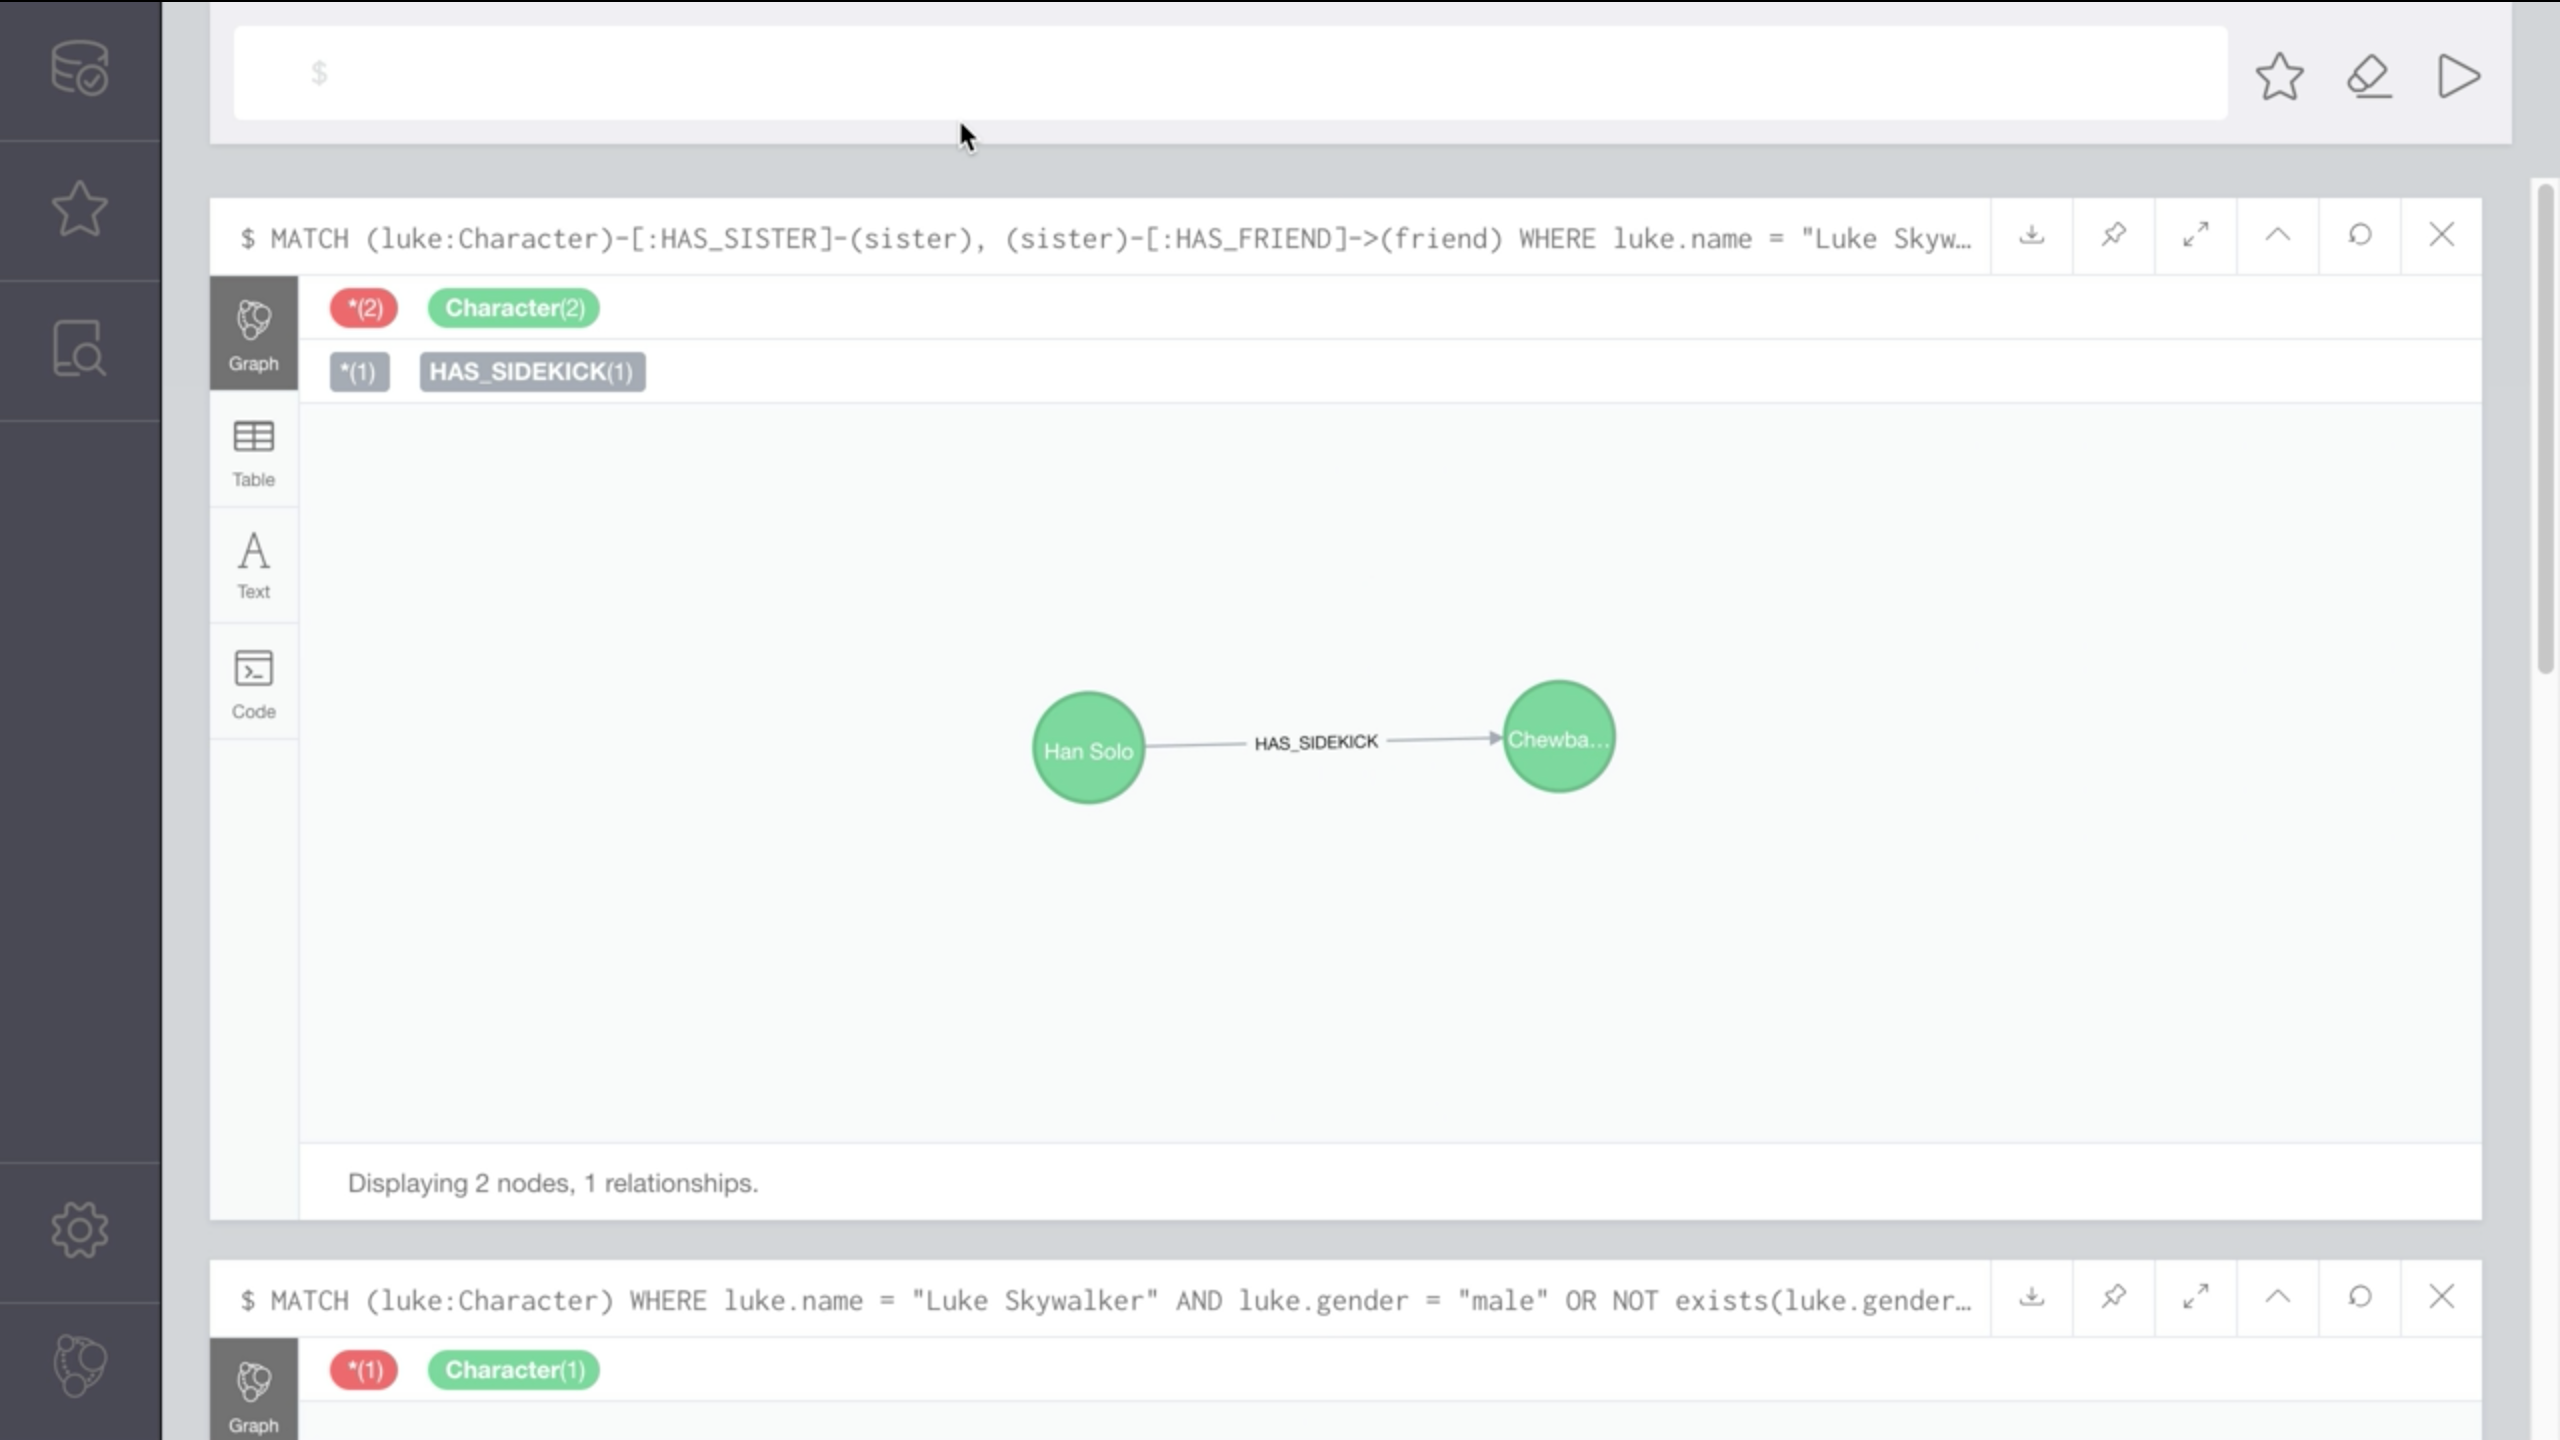 $
$ MATCH (luke:Character)-[:HAS_SISTER]-(sister), (sister)-[:HAS_FRIEND]->(friend) WHERE luke.name = "Luke Skyw…
*(2) Character(2)
Graph
*(1) HAS_SIDEKICK(1)
Table
Text
Code
Han Solo
HAS_SIDEKICK
Chewba…
Displaying 2 nodes, 1 relationships.
$ MATCH (luke:Character) WHERE luke.name = "Luke Skywalker" AND luke.gender = "male" OR NOT exists(luke.gender…
*(1) Character(1)
Graph